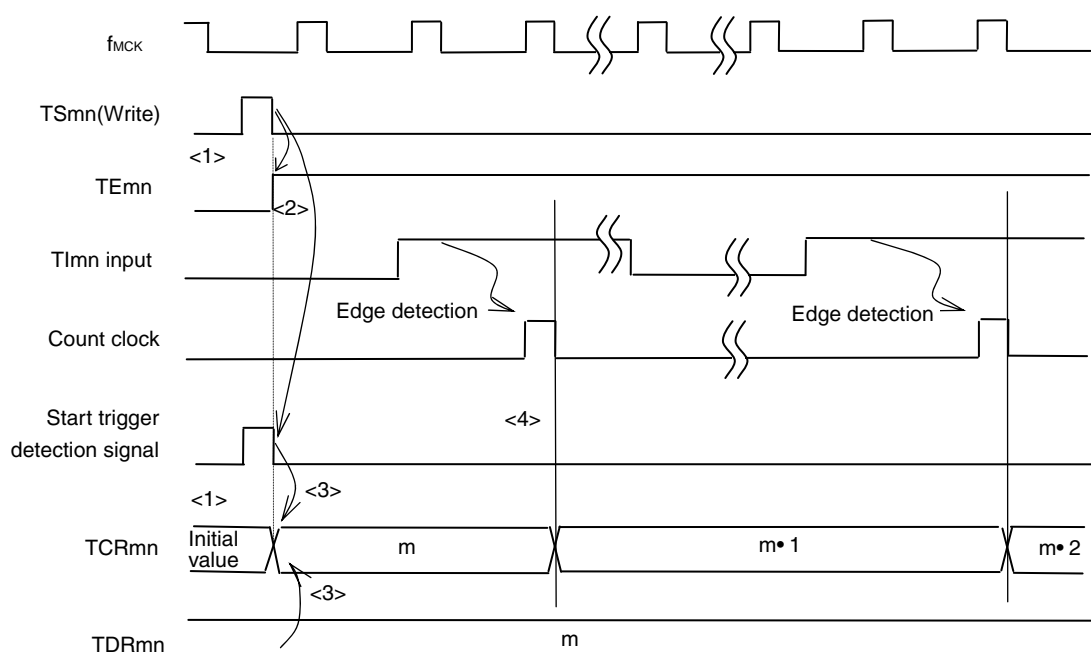 fMCK
TSmn(Write)
<1>
TEmn
<2>
TImn input
Edge detection
Edge detection
Count clock
Start trigger
detection signal
<4>
<1>
<3>
TCRmn
Initial
value
m
m• 1
m• 2
<3>
TDRmn
m